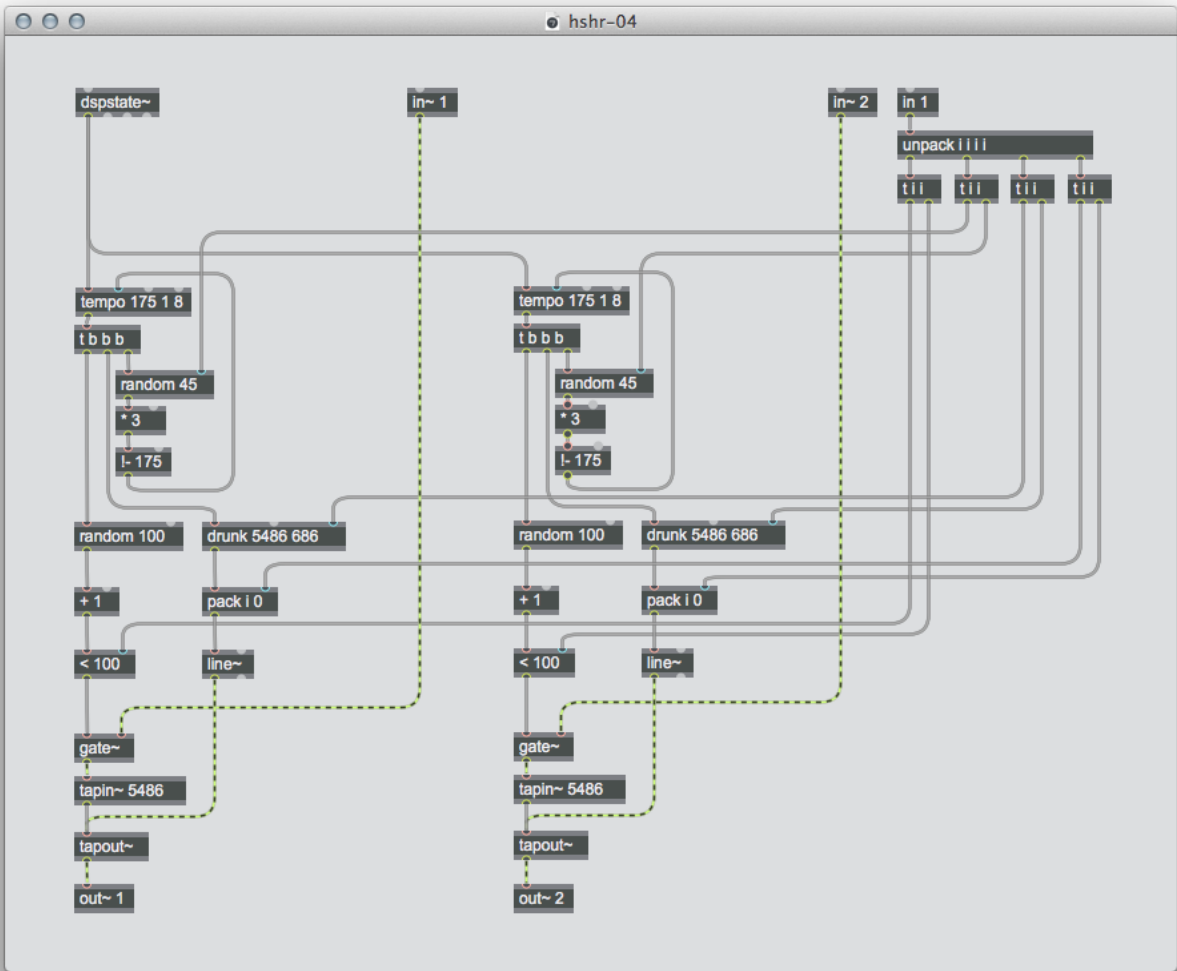 hshr-04
dspstate~
in~ 1
in~ 2
in 1
unpack i i i i
t i i
t i i
t i i
t i i
tempo 175 1 8
t b b b
random 45
* 3
!- 175
random 100
drunk 5486 686
+ 1
pack i 0
< 100
line~
gate~
tapin~ 5486
tapout~
out~ 1
tempo 175 1 8
t b b b
random 45
* 3
!- 175
random 100
drunk 5486 686
+ 1
pack i 0
< 100
line~
gate~
tapin~ 5486
tapout~
out~ 2